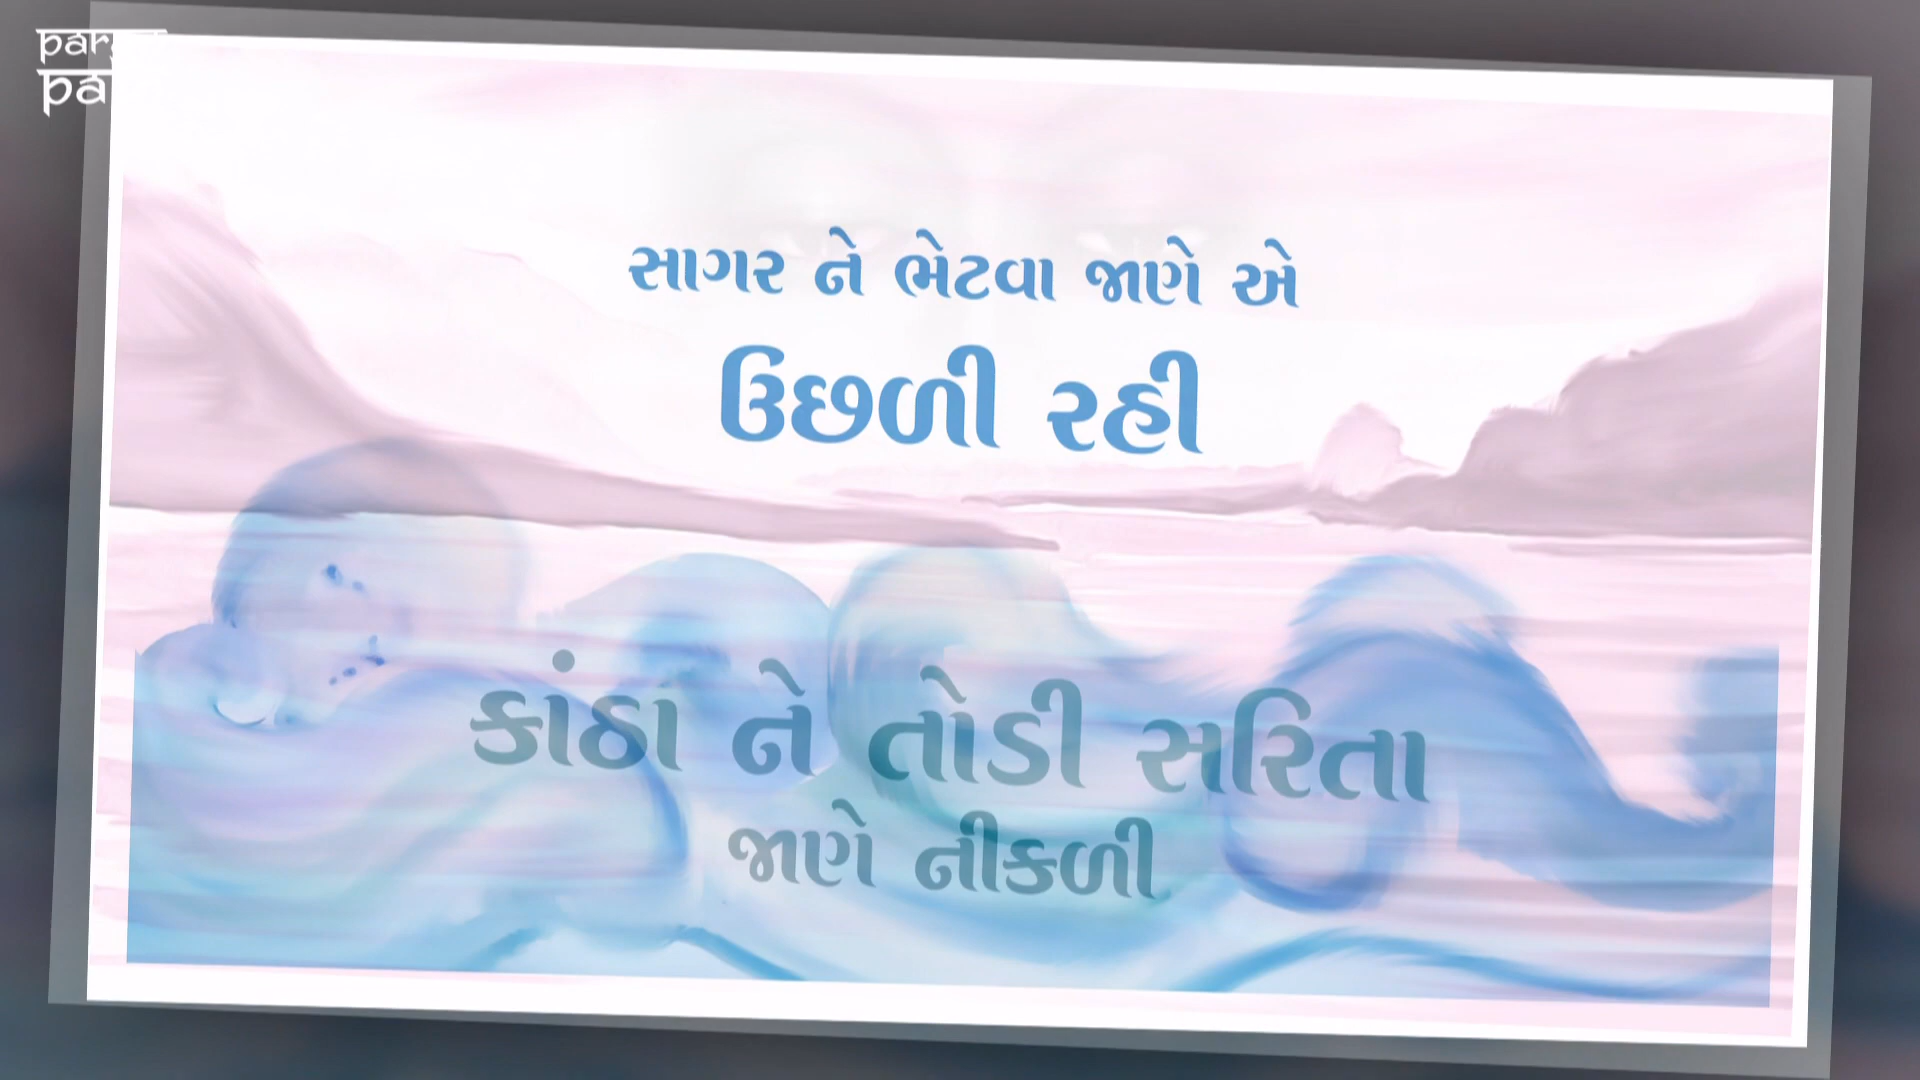 સાગર ને ભેટવા જાણે એ
ઉછળી રહી
કાંઠા ને તોડી સરિતા
જાણે નીકળી